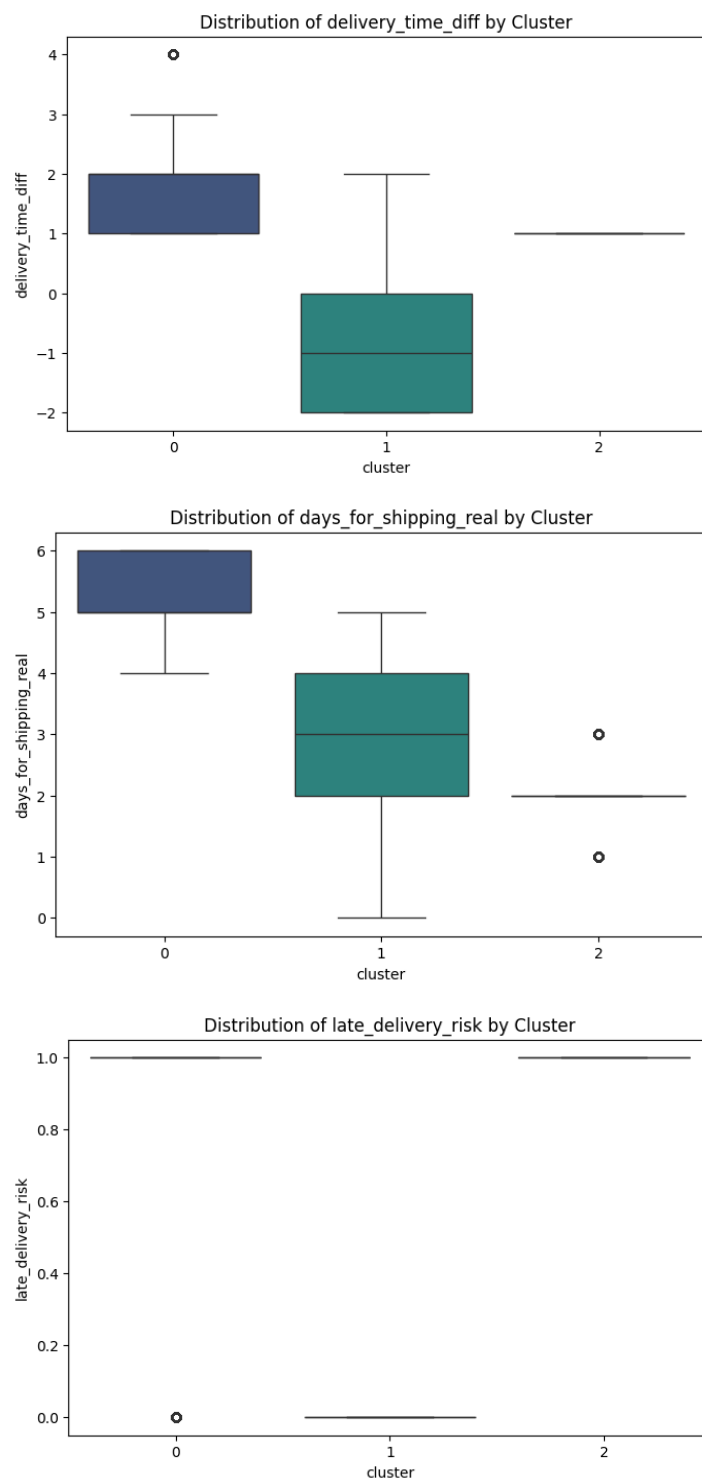 Distribution of delivery_time_diff by Cluster
4
3
2
1
0
−1
−2
delivery_time_diff
0 1 2
cluster
Distribution of days_for_shipping_real by Cluster
6
5
4
3
2
1
0
days_for_shipping_real
0 1 2
cluster
Distribution of late_delivery_risk by Cluster
1.0
0.8
0.6
0.4
0.2
0.0
late_delivery_risk
0 1 2
cluster